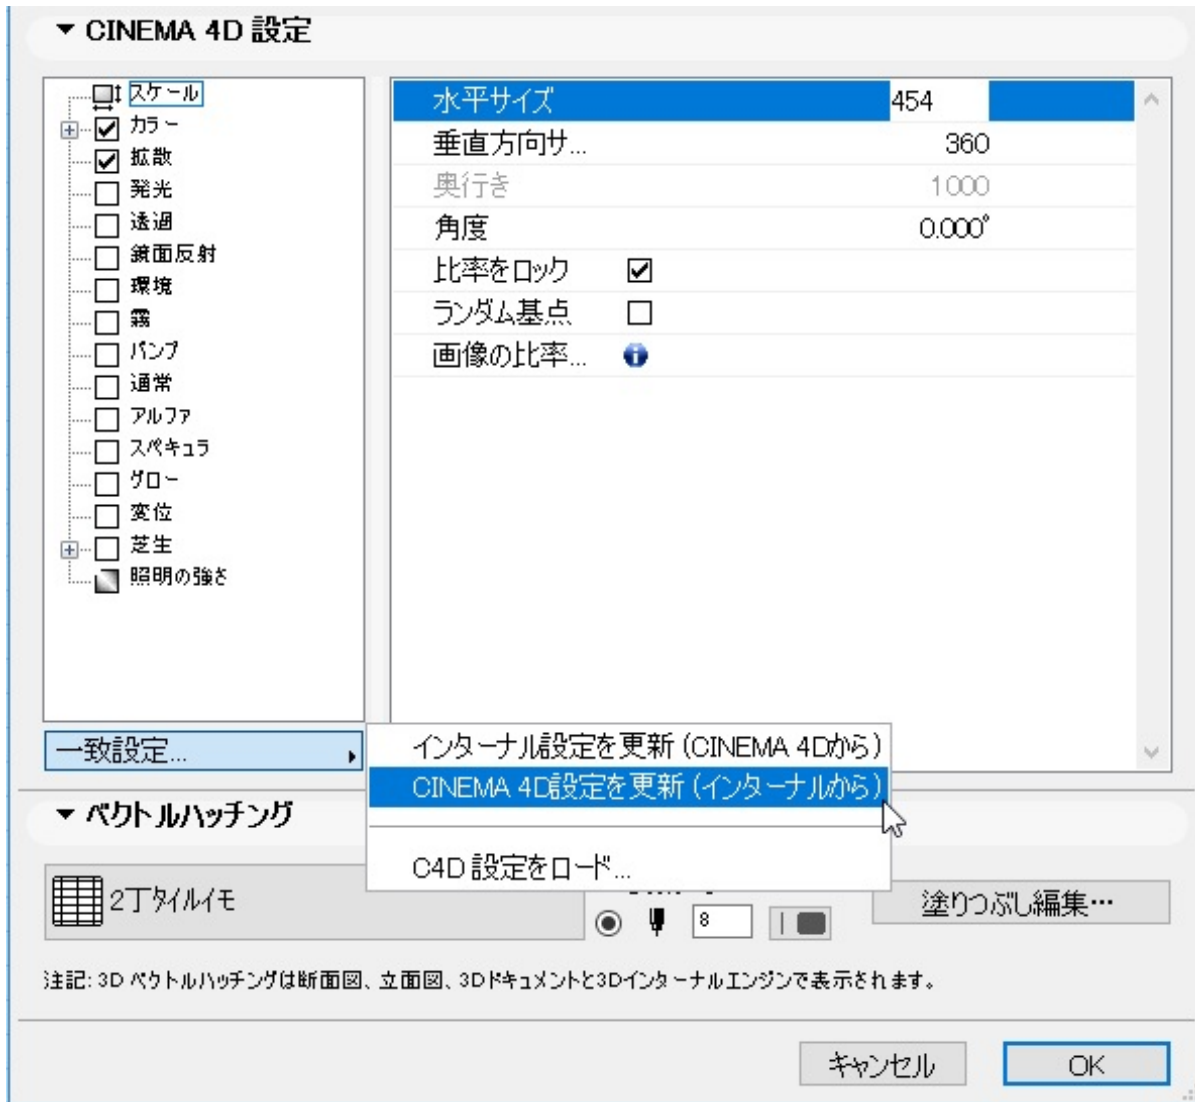 CINEMA 4D 設定
スケール
カラー
拡散
発光
透過
鏡面反射
環境
霧
バンプ
通常
アルファ
スペキュラ
グロー
変位
芝生
照明の強さ
水平サイズ 454
垂直方向サ... 360
奥行き 1000
角度 0.000°
比率をロック
ランダム基点
画像の比率...
一致設定...
インターナル設定を更新 (CINEMA 4Dから)
CINEMA 4D設定を更新 (インターナルから)
C4D 設定をロード...
ベクトルハッチング
2丁タイルイモ
8
塗りつぶし編集...
注記: 3D ベクトルハッチングは断面図、立面図、3Dドキュメントと3Dインターナルエンジンで表示されます。
キャンセル
OK